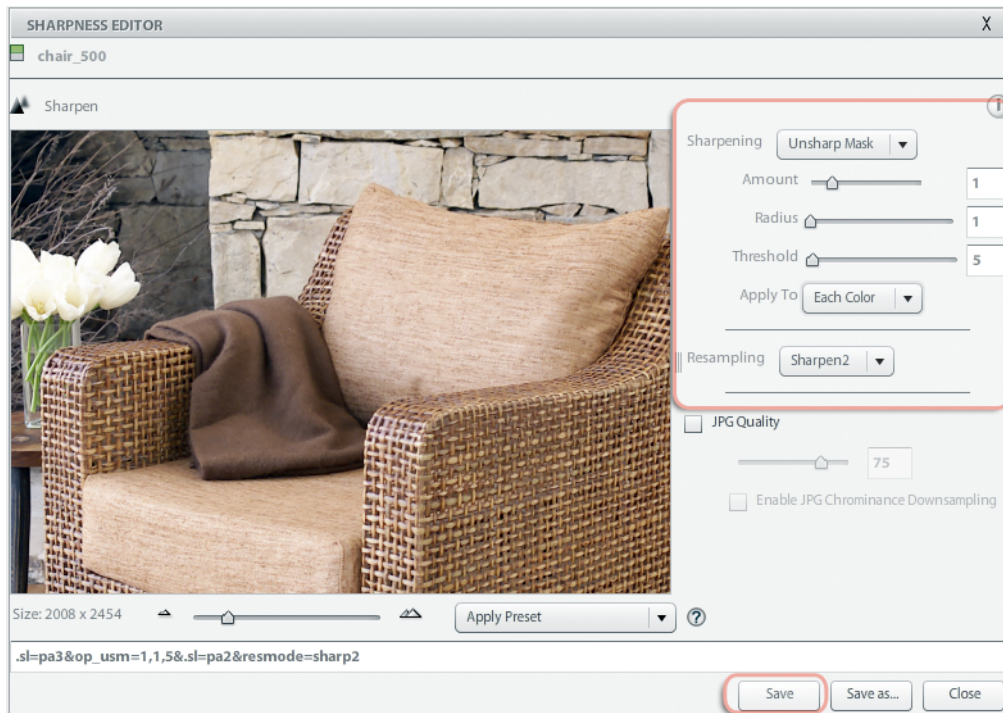 SHARPNESS EDITOR X
chair_500
Sharpen
i
Sharpening Unsharp Mask
Amount 1
Radius 1
Threshold 5
Apply To Each Color
Resampling Sharpen2
JPG Quality
75
Enable JPG Chrominance Downsampling
Size: 2008 x 2454 Apply Preset ?
.sl=pa3&op_usm=1,1,5&.sl=pa2&resmode=sharp2
Save Save as... Close